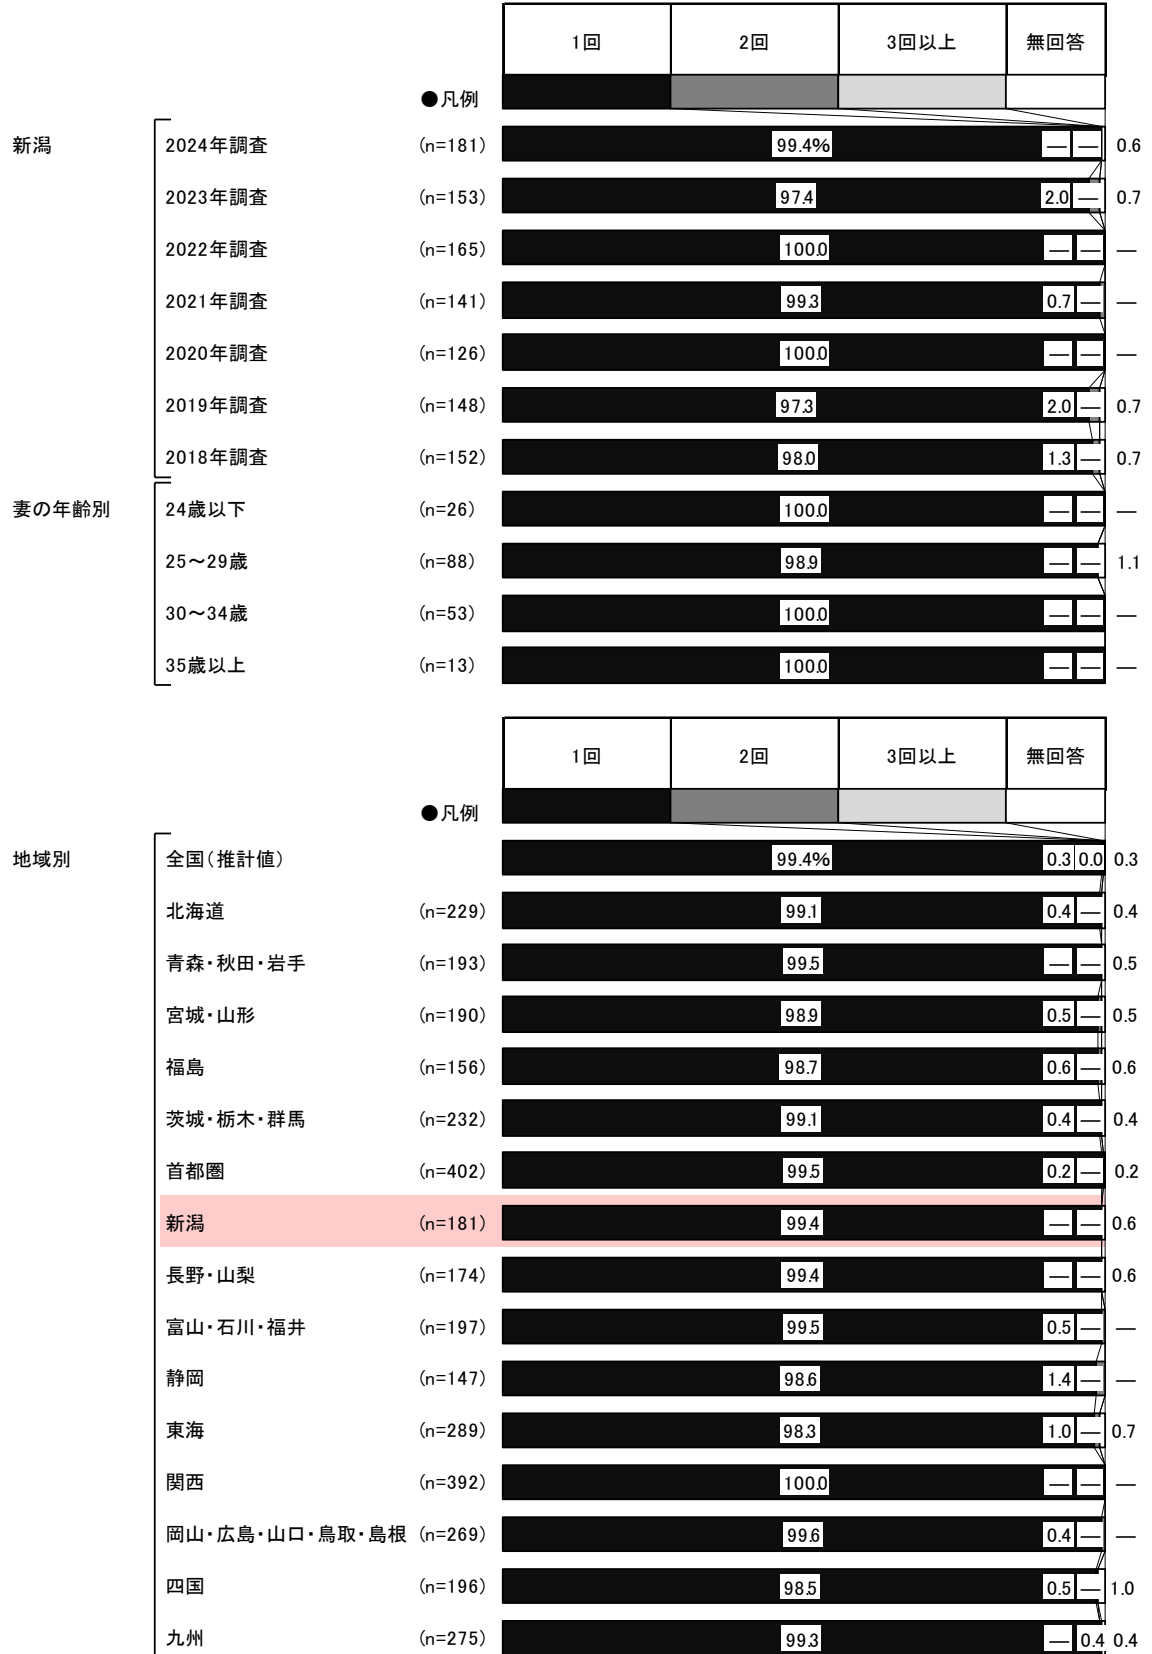 1回 2回 3回以上 無回答
●凡例
新潟 2024年調査 (n=181) 99.4% — — 0.6
2023年調査 (n=153) 97.4 2.0 — 0.7
2022年調査 (n=165) 100.0 — — —
2021年調査 (n=141) 99.3 0.7 — —
2020年調査 (n=126) 100.0 — — —
2019年調査 (n=148) 97.3 2.0 — 0.7
2018年調査 (n=152) 98.0 1.3 — 0.7
妻の年齢別 24歳以下 (n=26) 100.0 — — —
25～29歳 (n=88) 98.9 — — 1.1
30～34歳 (n=53) 100.0 — — —
35歳以上 (n=13) 100.0 — — —
1回 2回 3回以上 無回答
●凡例
地域別 全国(推計値) 99.4% 0.3 0.0 0.3
北海道 (n=229) 99.1 0.4 — 0.4
青森・秋田・岩手 (n=193) 99.5 — — 0.5
宮城・山形 (n=190) 98.9 0.5 — 0.5
福島 (n=156) 98.7 0.6 — 0.6
茨城・栃木・群馬 (n=232) 99.1 0.4 — 0.4
首都圏 (n=402) 99.5 0.2 — 0.2
新潟 (n=181) 99.4 — — 0.6
長野・山梨 (n=174) 99.4 — — 0.6
富山・石川・福井 (n=197) 99.5 0.5 — —
静岡 (n=147) 98.6 1.4 — —
東海 (n=289) 98.3 1.0 — 0.7
関西 (n=392) 100.0 — — —
岡山・広島・山口・鳥取・島根 (n=269) 99.6 0.4 — —
四国 (n=196) 98.5 0.5 — 1.0
九州 (n=275) 99.3 — 0.4 0.4